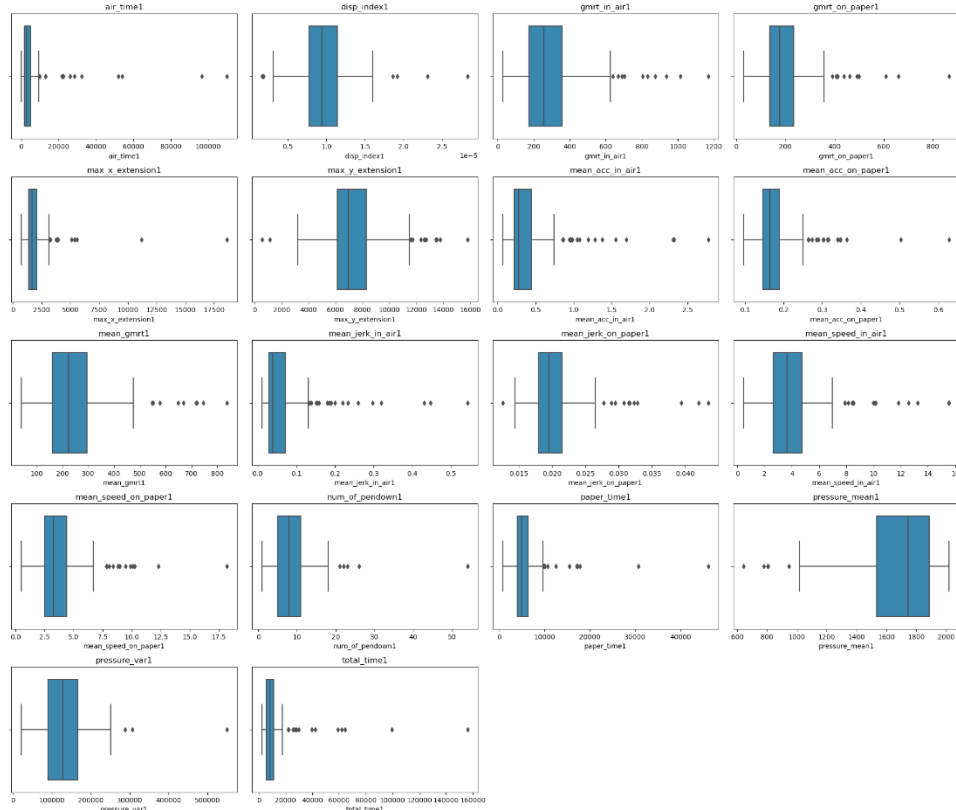 air_time1 disp_index1 gmrt_in_air1 gmrt_on_paper1
0 20000 40000 60000 80000 100000 0.5 1.0 1.5 2.0 2.5 0 200 400 600 800 1000 1200 0 200 400 600 800
1e-5
air_time1 disp_index1 gmrt_in_air1 gmrt_on_paper1
max_x_extension1 max_y_extension1 mean_acc_in_air1 mean_acc_on_paper1
0 2500 5000 7500 10000 12500 15000 17500 0 2000 4000 6000 8000 10000 12000 14000 16000 0.0 0.5 1.0 1.5 2.0 2.5 0.1 0.2 0.3 0.4 0.5 0.6
max_x_extension1 max_y_extension1 mean_acc_in_air1 mean_acc_on_paper1
mean_gmrt1 mean_jerk_in_air1 mean_jerk_on_paper1 mean_speed_in_air1
100 200 300 400 500 600 700 800 0.0 0.1 0.2 0.3 0.4 0.5 0.015 0.020 0.025 0.030 0.035 0.040 0 2 4 6 8 10 12 14 16
mean_gmrt1 mean_jerk_in_air1 mean_jerk_on_paper1 mean_speed_in_air1
mean_speed_on_paper1 num_of_pendown1 paper_time1 pressure_mean1
0.0 2.5 5.0 7.5 10.0 12.5 15.0 17.5 0 10 20 30 40 50 0 10000 20000 30000 40000 600 800 1000 1200 1400 1600 1800 2000
mean_speed_on_paper1 num_of_pendown1 paper_time1 pressure_mean1
pressure_var1 total_time1
100000 200000 300000 400000 500000 0 20000 40000 60000 80000 100000 120000 140000 160000
pressure_var1 total_time1